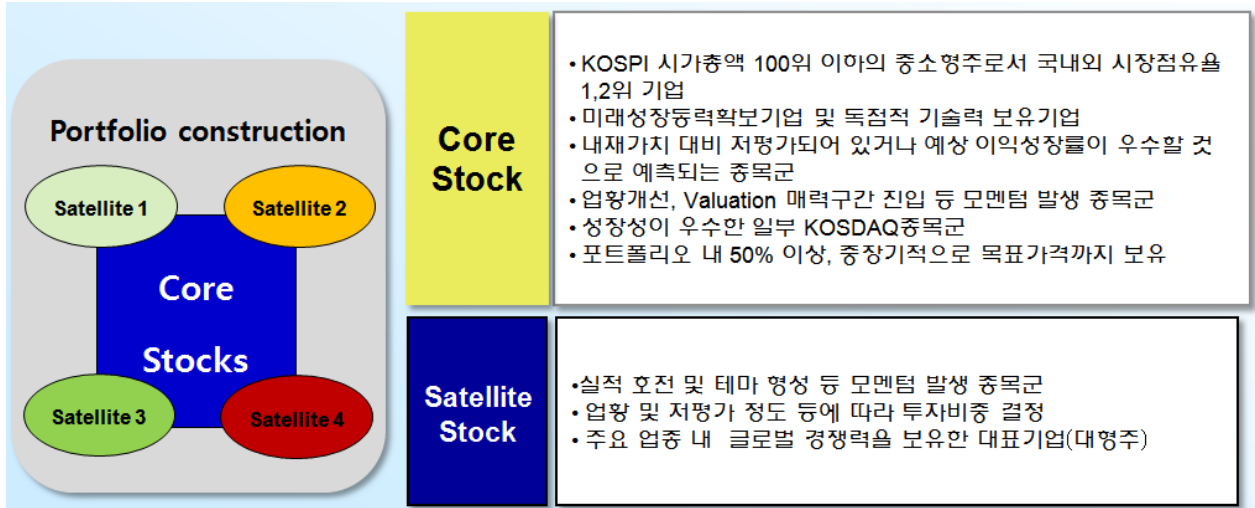 Portfolio construction
Satellite 1
Satellite 2
Core
Stocks
Satellite 3
Satellite 4
Core
Stock
• KOSPI 시가총액 100위 이하의 중소형주로서 국내외 시장점유율
1,2위 기업
• 미래성장동력확보기업 및 독점적 기술력 보유기업
• 내재가치 대비 저평가되어 있거나 예상 이익성장률이 우수할 것
으로 예측되는 종목군
• 업황개선, Valuation 매력구간 진입 등 모멘텀 발생 종목군
• 성장성이 우수한 일부 KOSDAQ종목군
• 포트폴리오 내 50% 이상, 중장기적으로 목표가격까지 보유
Satellite
Stock
•실적 호전 및 테마 형성 등 모멘텀 발생 종목군
• 업황 및 저평가 정도 등에 따라 투자비중 결정
• 주요 업종 내 글로벌 경쟁력을 보유한 대표기업(대형주)